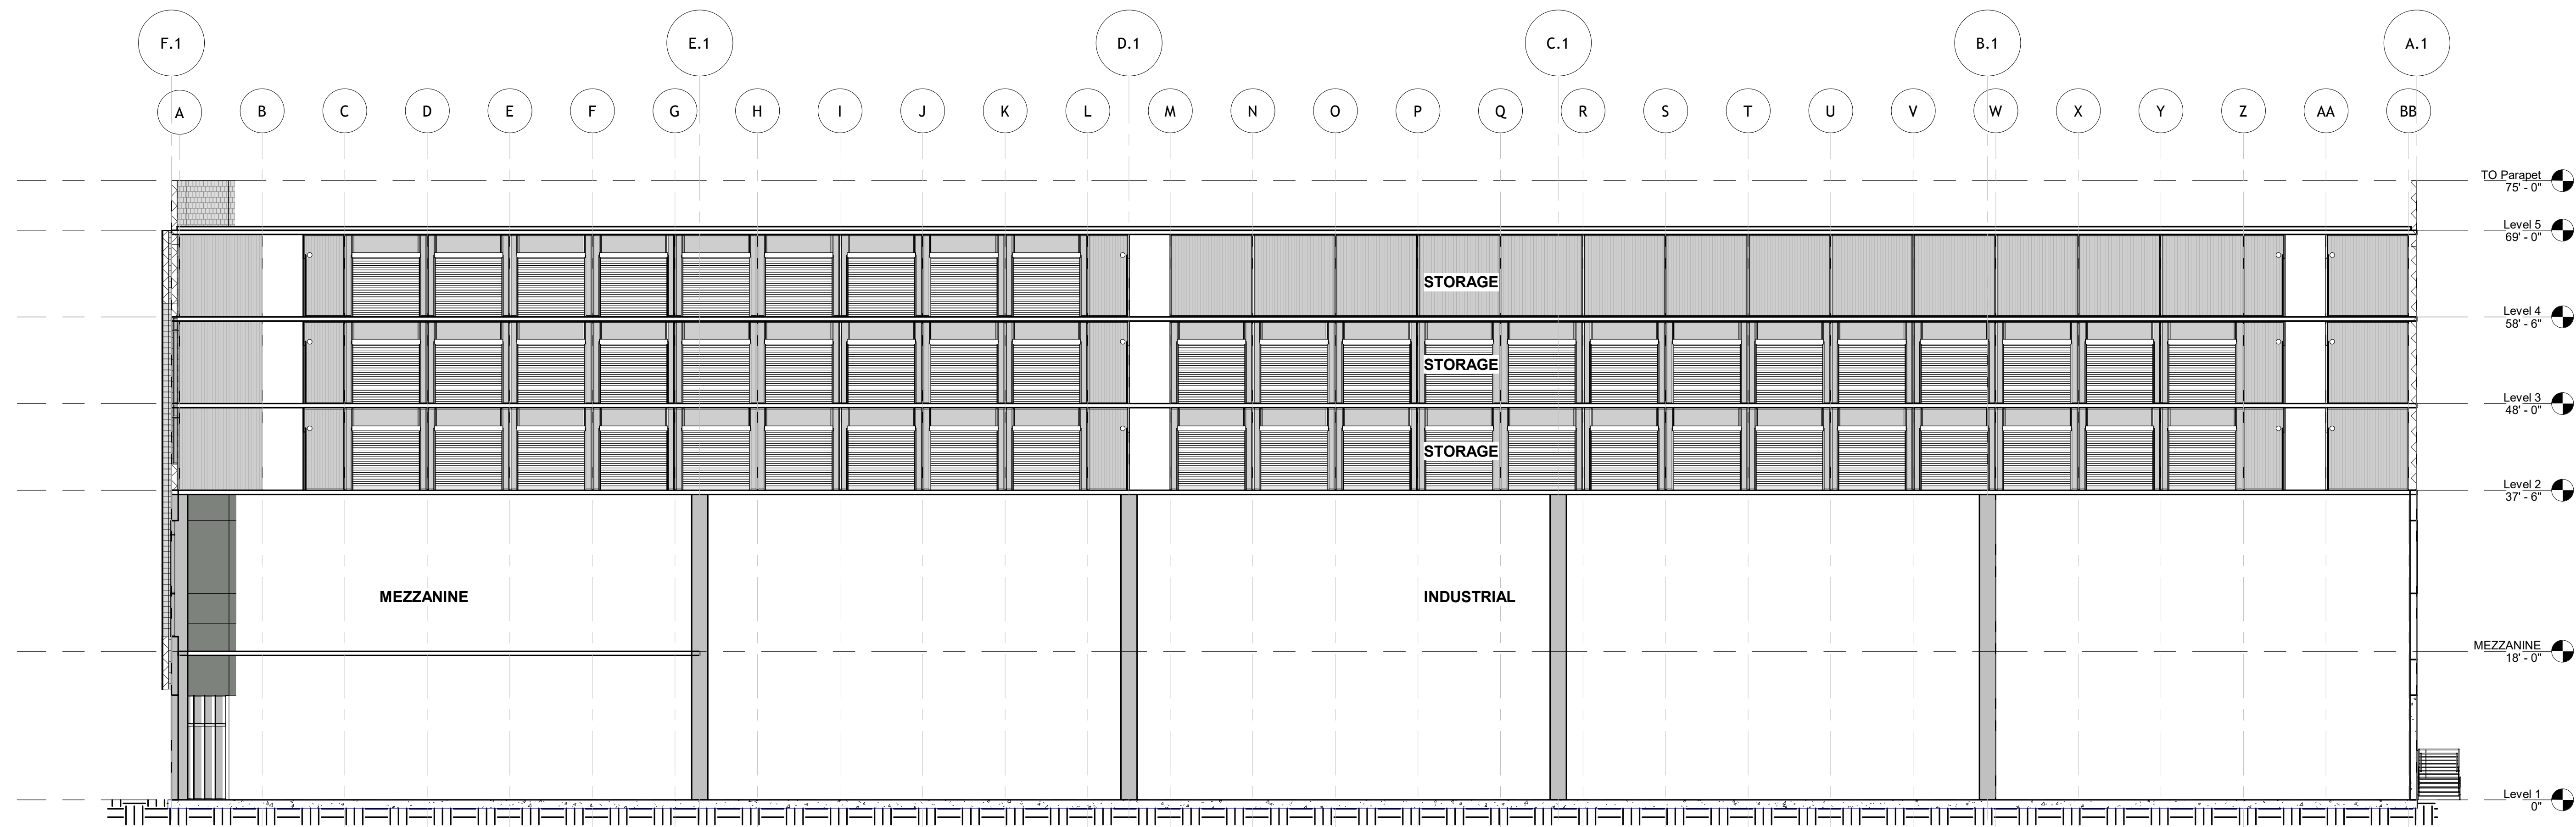 F.1 E.1 D.1 C.1 B.1 A.1
A B C D E F G H I J K L M N O P Q R S T U V W X Y Z AA BB
TO Parapet
75' - 0"
Level 5
69' - 0"
STORAGE
Level 4
58' - 6"
STORAGE
Level 3
48' - 0"
STORAGE
Level 2
37' - 6"
MEZZANINE INDUSTRIAL
MEZZANINE
18' - 0"
Level 1
0"